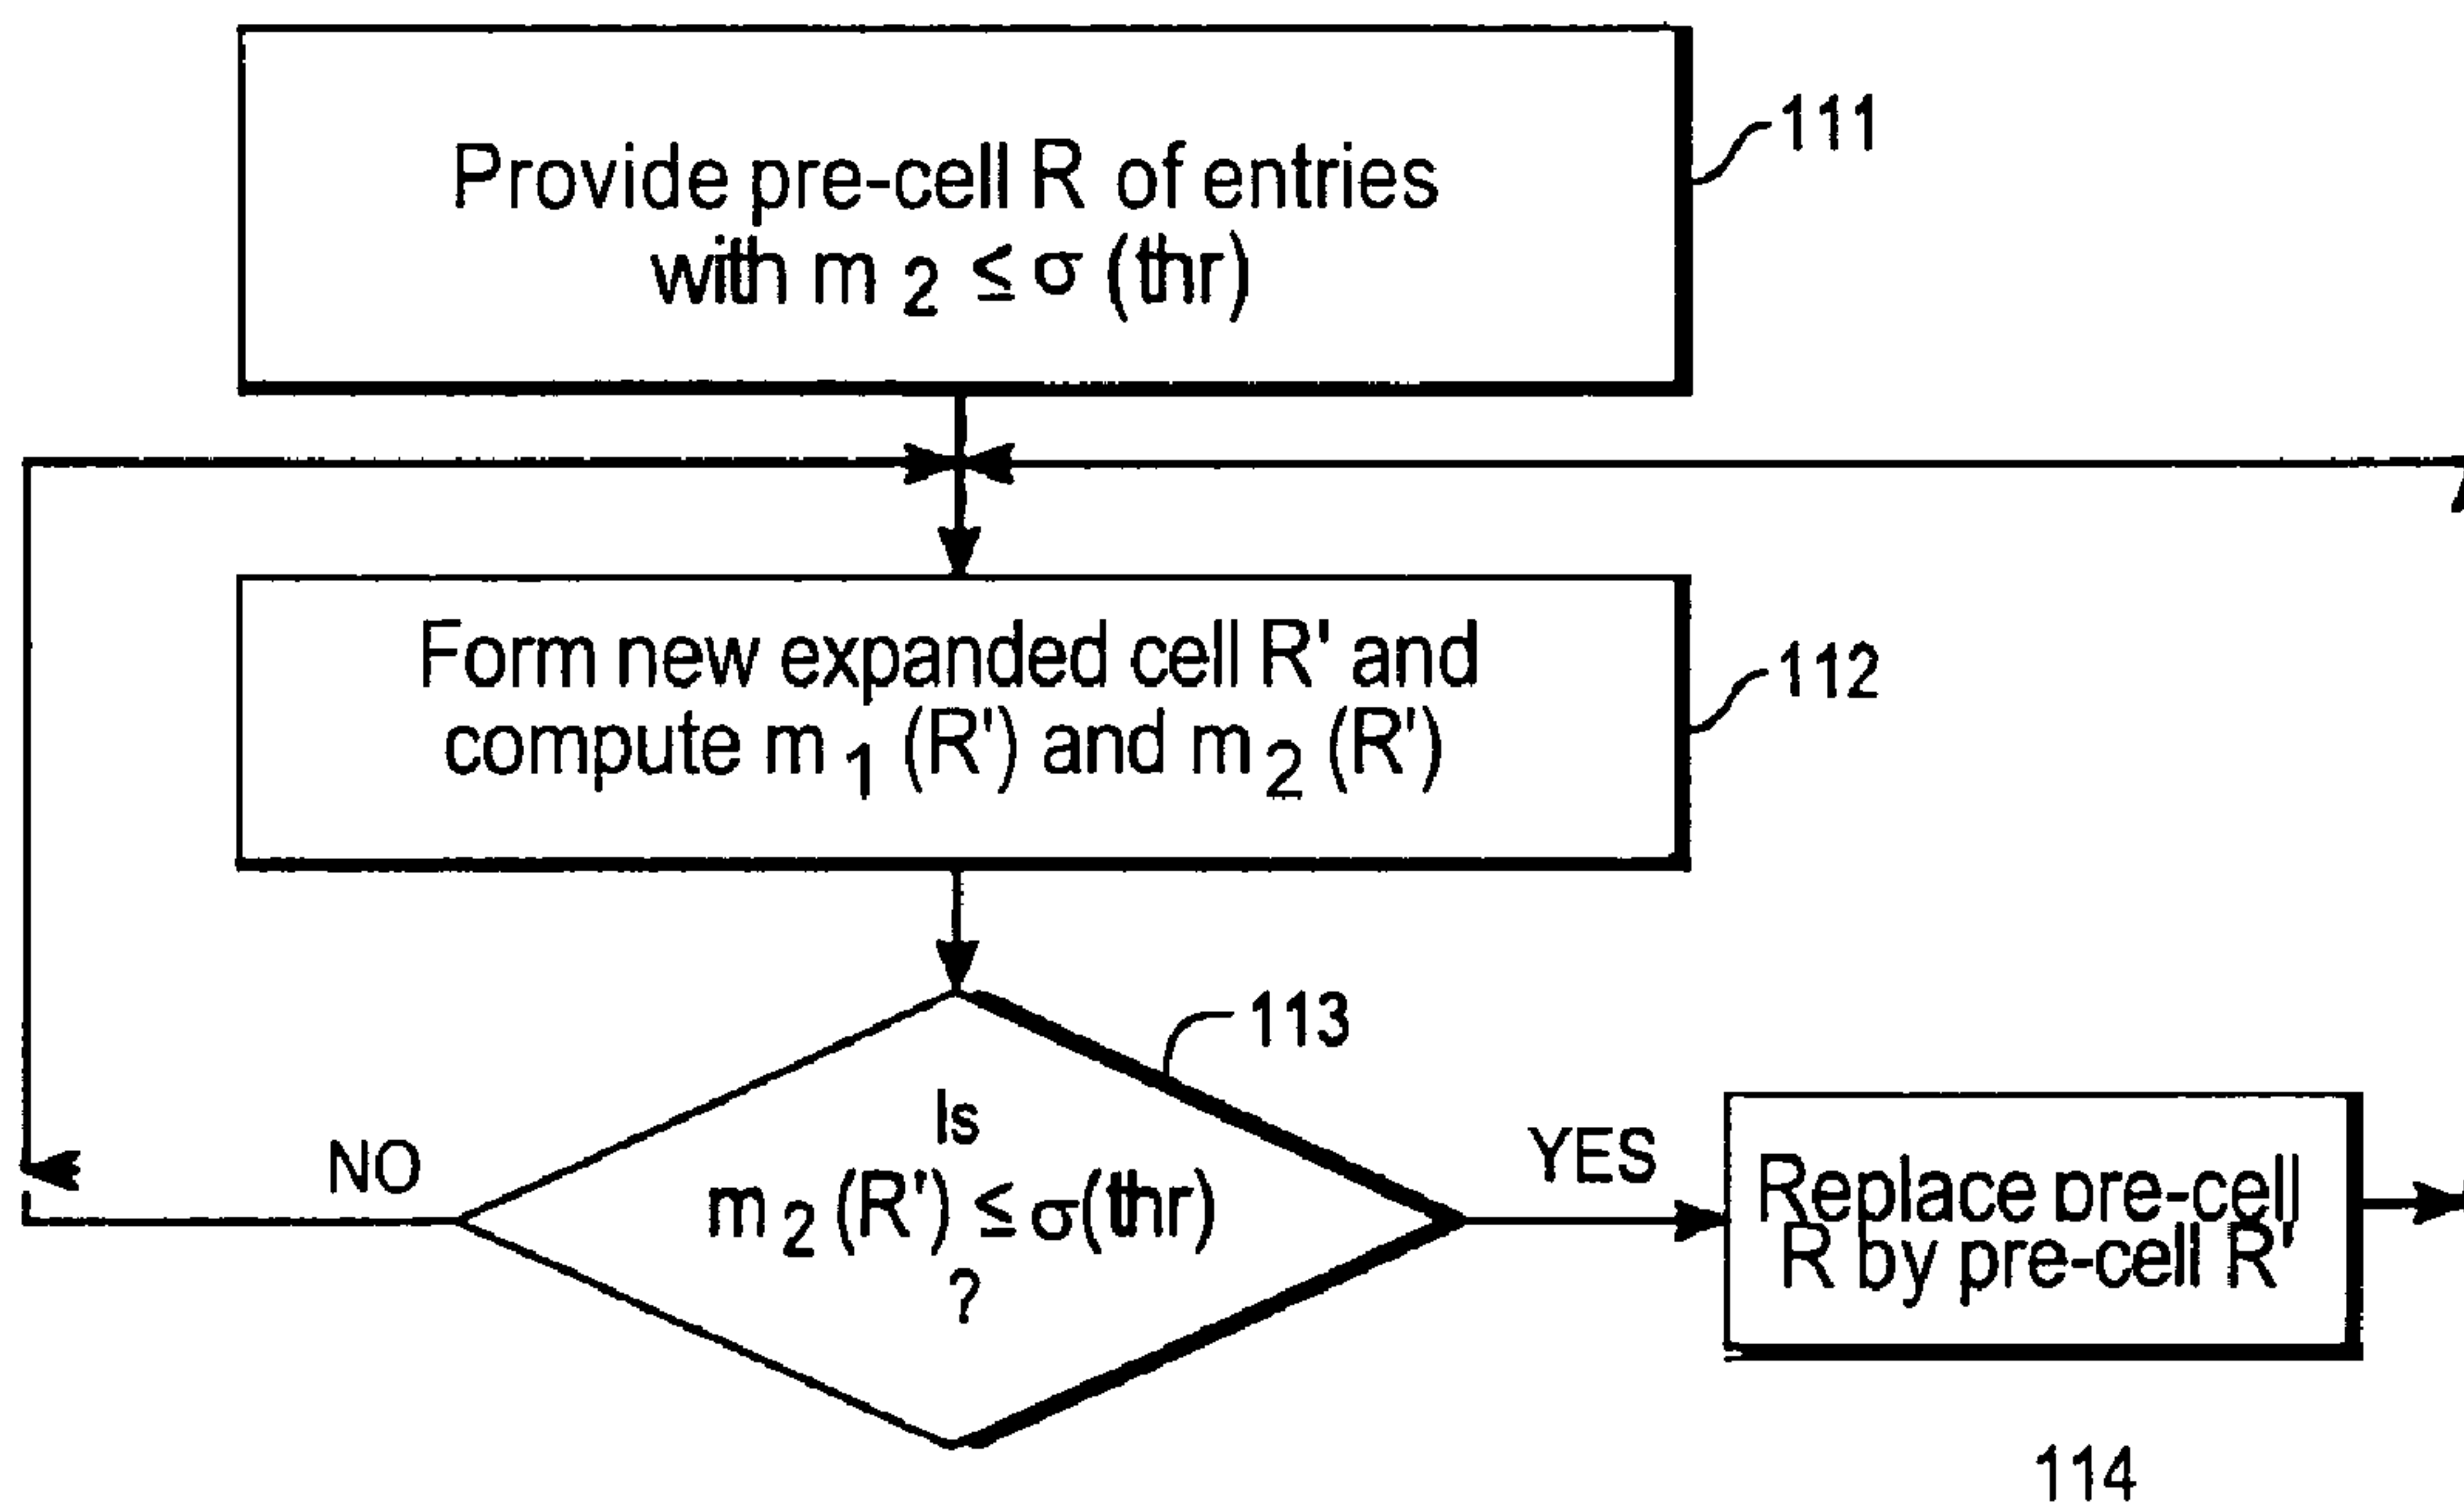 Provide pre-cell R of entries
with m 2 ≤ σ (thr)
111
Form new expanded cell R' and
compute m 1 (R') and m 2 (R')
112
113
Is
m 2 (R') ≤ σ(thr)
?
NO
YES
Replace pre-cell
R by pre-cell R'
114